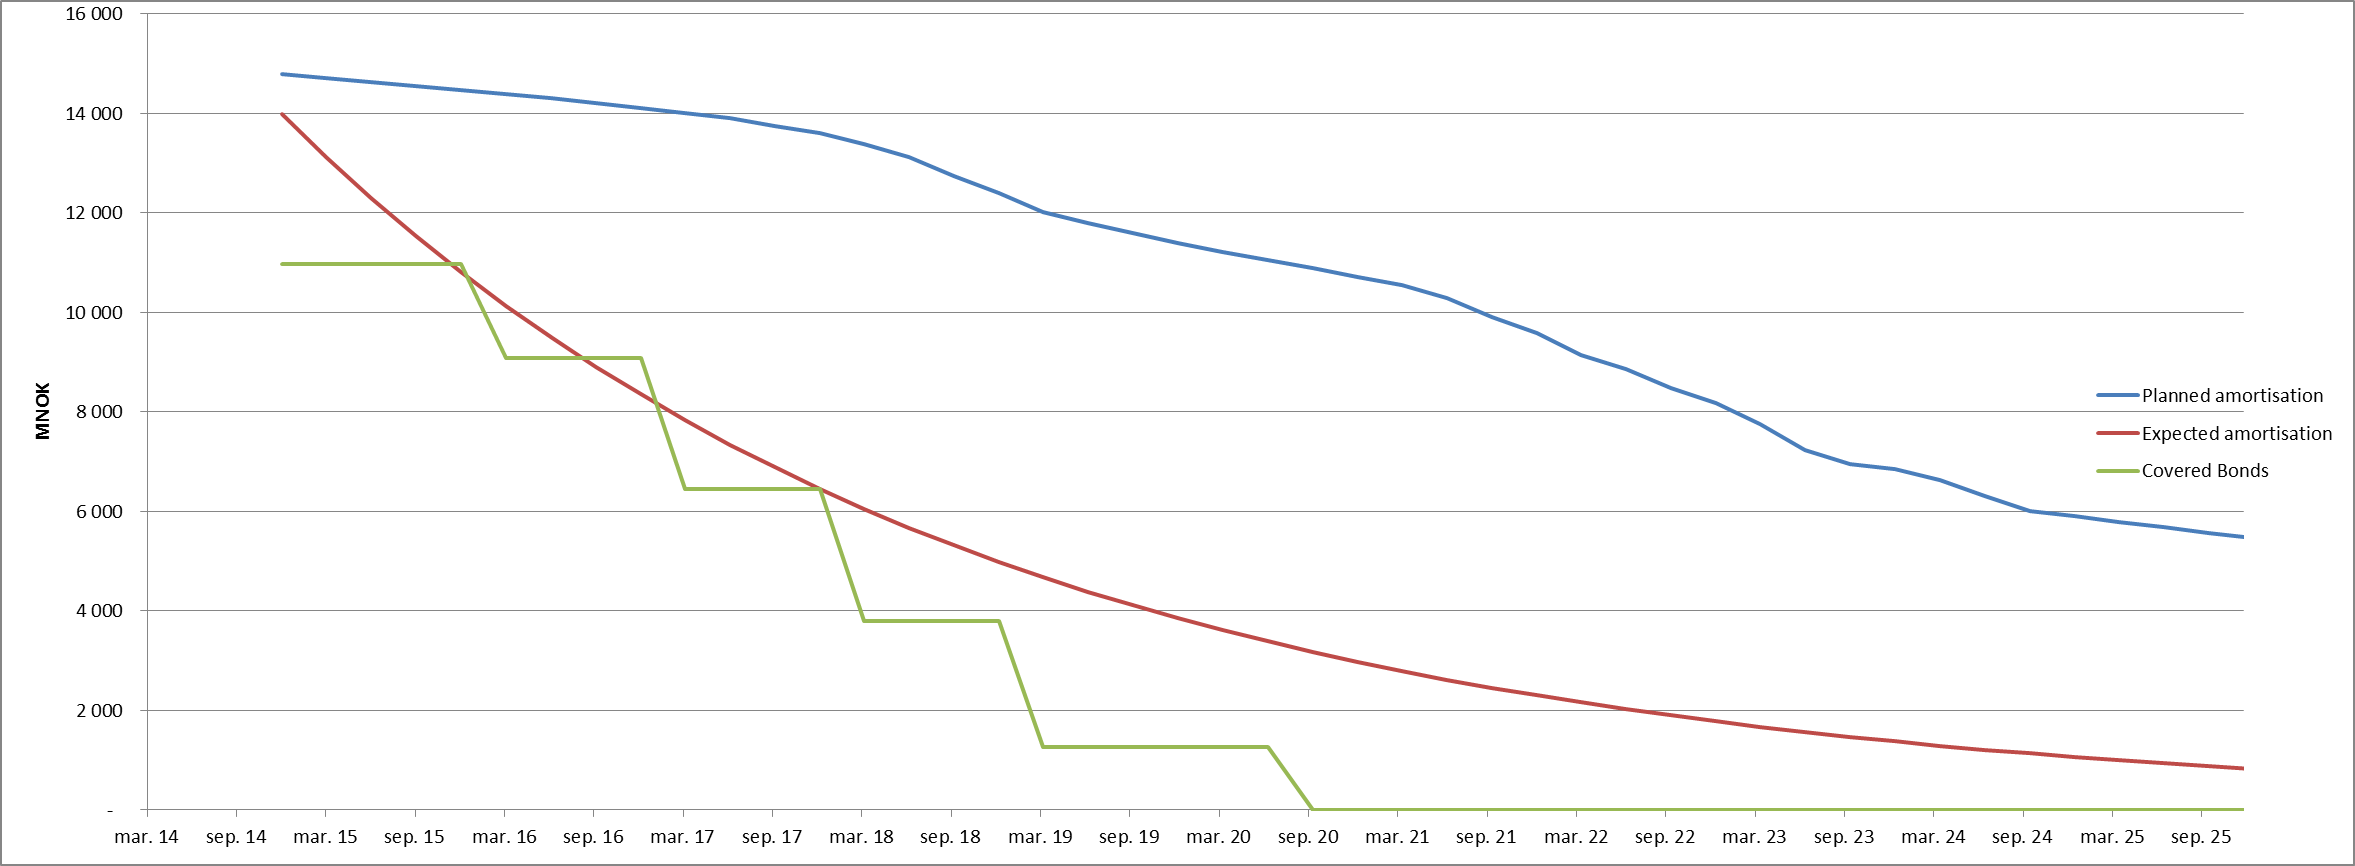 16 000
14 000
12 000
10 000
8 000
6 000
4 000
2 000
-
MNOK
Planned amortisation
Expected amortisation
Covered Bonds
mar. 14 sep. 14 mar. 15 sep. 15 mar. 16 sep. 16 mar. 17 sep. 17 mar. 18 sep. 18 mar. 19 sep. 19 mar. 20 sep. 20 mar. 21 sep. 21 mar. 22 sep. 22 mar. 23 sep. 23 mar. 24 sep. 24 mar. 25 sep. 25